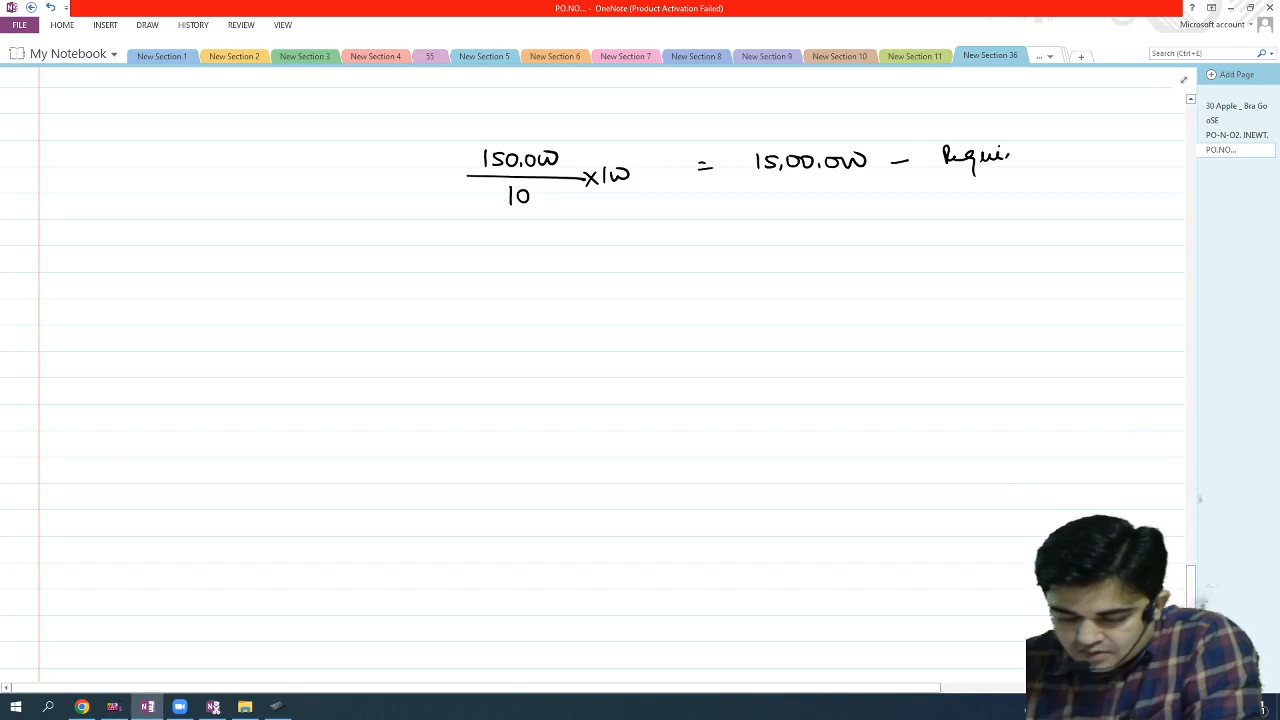 PO.NO... - OneNote (Product Activation Failed)
FILE HOME INSERT DRAW HISTORY REVIEW VIEW
Microsoft account
My Notebook
New Section 1 New Section 2 New Section 3 New Section 4 55 New Section 5 New Section 6 New Section 7 New Section 8 New Section 9 New Section 10 New Section 11 New Section 36 ...
Search (Ctrl+E)
Add Page
30 Apple _ Bra Go
oSE
PO-N-O2. INEWT.
PO.NO...
150,000
10
×100 = 15,00,000 - Requi